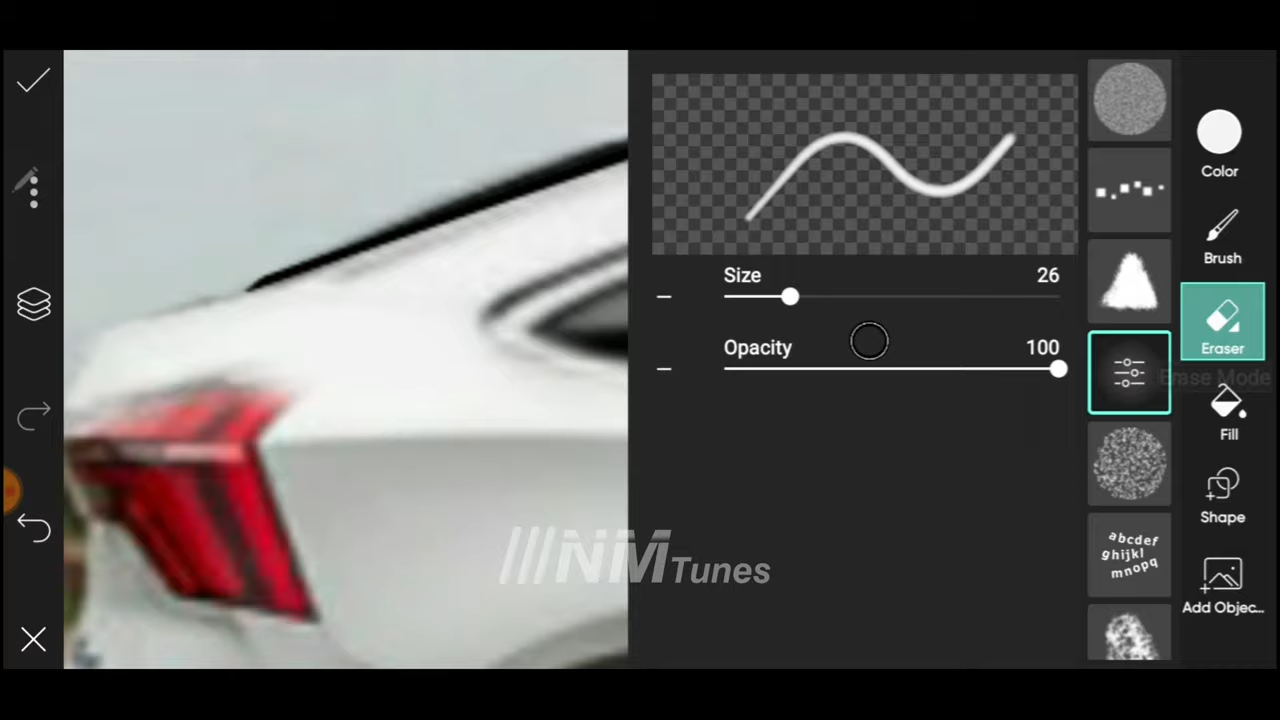 Size 26
Opacity 100
Color
Brush
Eraser
Erase Mode
Fill
Shape
Add Objec...
abcdef
ghijkl
mnopq
NM Tunes